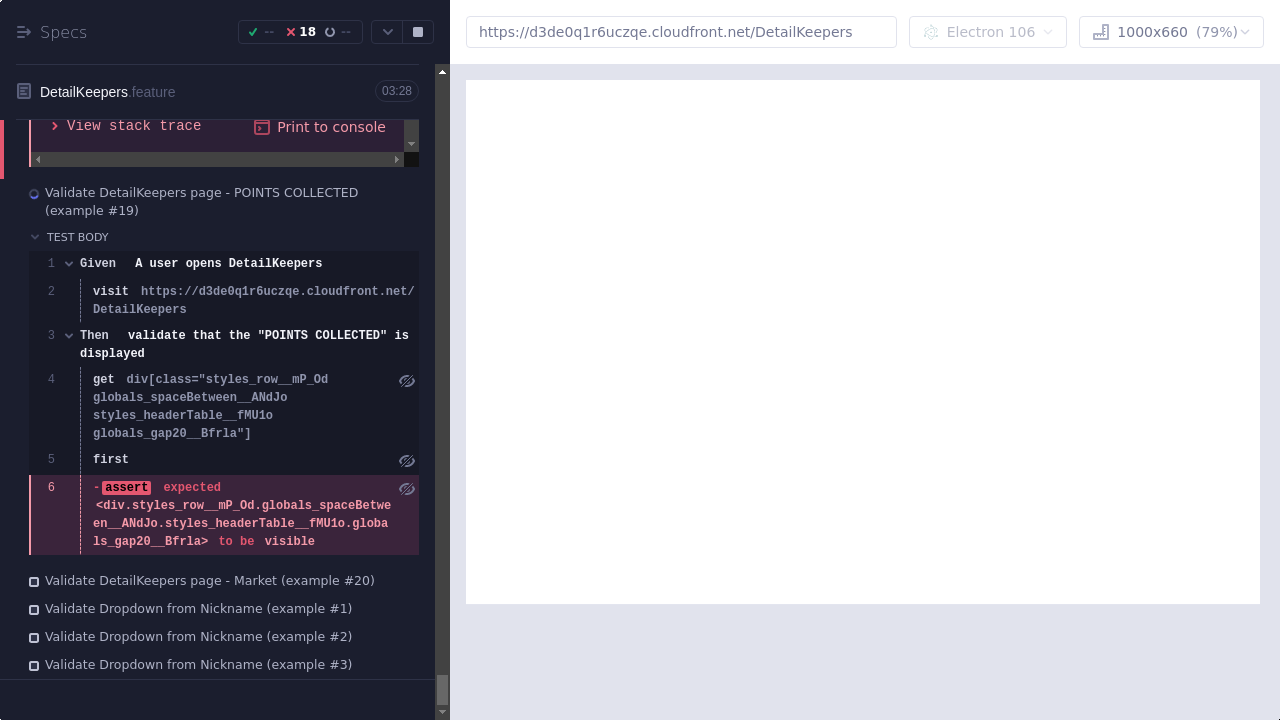 Specs
--
18
--
https://d3de0q1r6uczqe.cloudfront.net/DetailKeepers
Electron 106
1000x660 (79%)
DetailKeepers.feature
03:28
View stack trace
Print to console
Validate DetailKeepers page - POINTS COLLECTED
(example #19)
TEST BODY
1 Given A user opens DetailKeepers
2 visit https://d3de0q1r6uczqe.cloudfront.net/
DetailKeepers
3 Then validate that the "POINTS COLLECTED" is
displayed
4 get div[class="styles_row__mP_Od
globals_spaceBetween__ANdJo
styles_headerTable__fMU1o
globals_gap20__Bfrla"]
5 first
6 -assert expected
<div.styles_row__mP_Od.globals_spaceBetwe
en__ANdJo.styles_headerTable__fMU1o.globa
ls_gap20__Bfrla> to be visible
Validate DetailKeepers page - Market (example #20)
Validate Dropdown from Nickname (example #1)
Validate Dropdown from Nickname (example #2)
Validate Dropdown from Nickname (example #3)